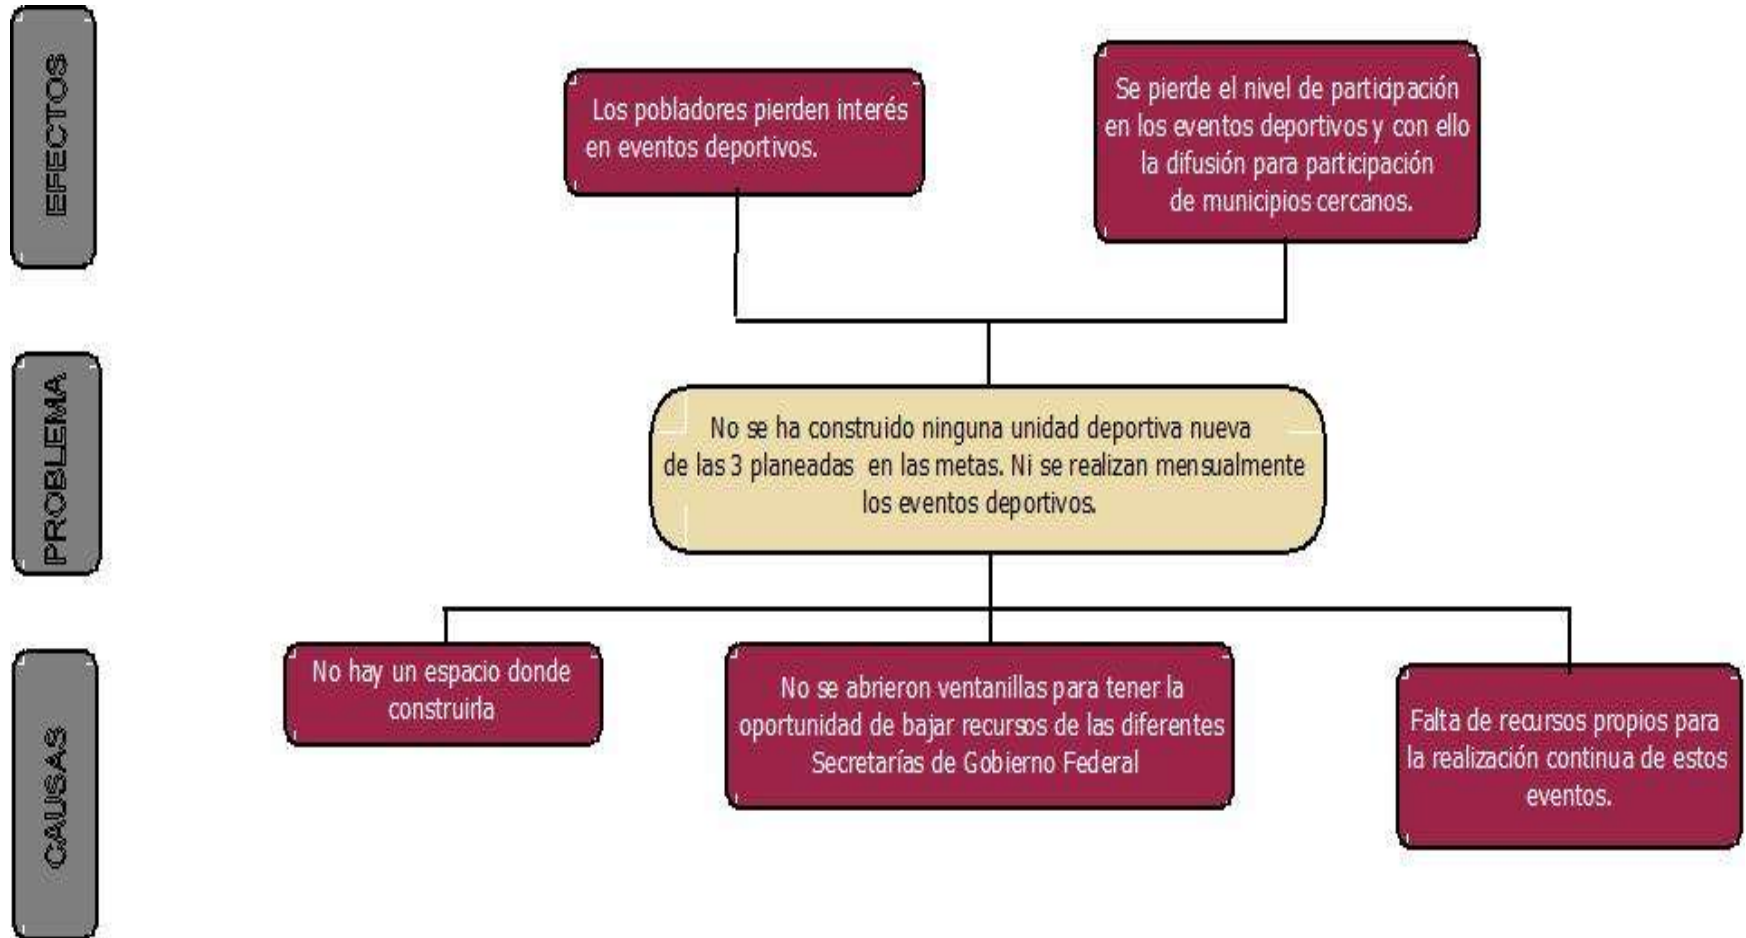 EFECTOS
Los pobladores pierden interés
en eventos deportivos.
Se pierde el nivel de participación
en los eventos deportivos y con ello
la difusión para participación
de municipios cercanos.
PROBLEMA
No se ha construido ninguna unidad deportiva nueva
de las 3 planeadas en las metas. Ni se realizan mensualmente
los eventos deportivos.
CAUSAS
No hay un espacio donde
construirla
No se abrieron ventanillas para tener la
oportunidad de bajar recursos de las diferentes
Secretarías de Gobierno Federal
Falta de recursos propios para
la realización continua de estos
eventos.